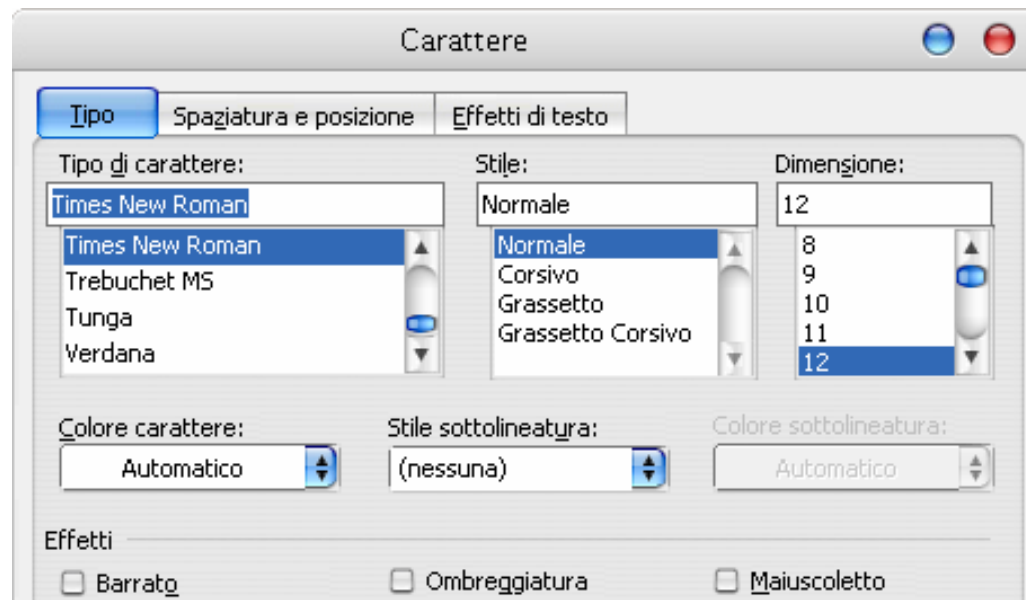 Carattere
Tipo Spaziatura e posizione Effetti di testo
Tipo di carattere: Stile: Dimensione:
Times New Roman Normale 12
Times New Roman Normale 8
Trebuchet MS Corsivo 9
Tunga Grassetto 10
Verdana Grassetto Corsivo 11
12
Colore carattere: Stile sottolineatura: Colore sottolineatura:
Automatico (nessuna) Automatico
Effetti
Barrato Ombreggiatura Maiuscoletto